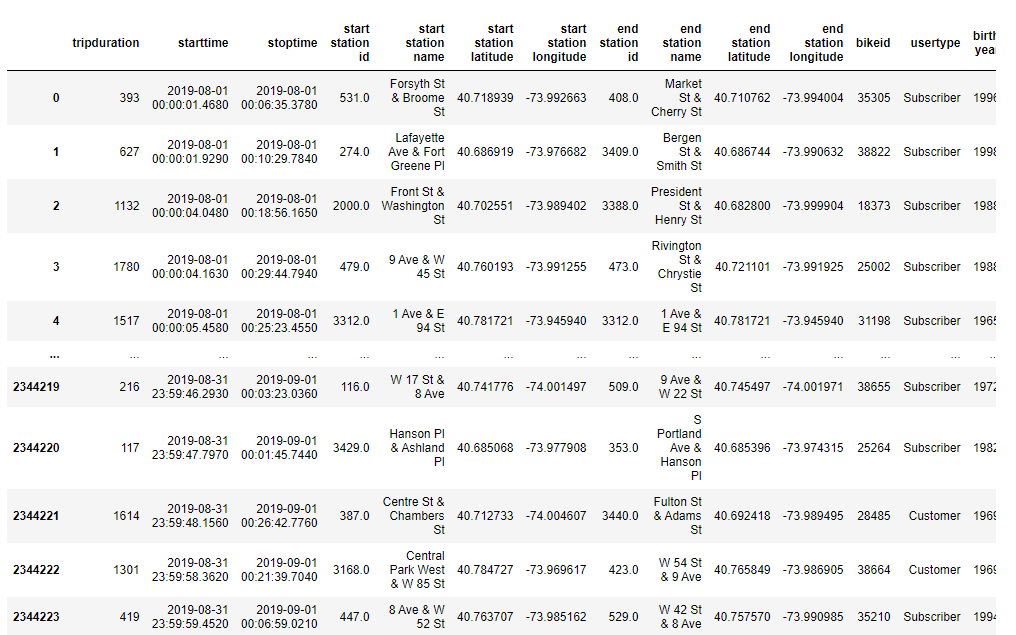 tripduration starttime stoptime start station id start station name start station latitude start station longitude end station id end station name end station latitude end station longitude bikeid usertype birth year
0 393 2019-08-01 00:00:01.4680 2019-08-01 00:06:35.3780 531.0 Forsyth St & Broome St 40.718939 -73.992663 408.0 Market St & Cherry St 40.710762 -73.994004 35305 Subscriber 1996
1 627 2019-08-01 00:00:01.9290 2019-08-01 00:10:29.7840 274.0 Lafayette Ave & Fort Greene Pl 40.686919 -73.976682 3409.0 Bergen St & Smith St 40.686744 -73.990632 38822 Subscriber 1998
2 1132 2019-08-01 00:00:04.0480 2019-08-01 00:18:56.1650 2000.0 Front St & Washington St 40.702551 -73.989402 3388.0 President St & Henry St 40.682800 -73.999904 18373 Subscriber 1988
3 1780 2019-08-01 00:00:04.1630 2019-08-01 00:29:44.7940 479.0 9 Ave & W 45 St 40.760193 -73.991255 473.0 Rivington St & Chrystie St 40.721101 -73.991925 25002 Subscriber 1988
4 1517 2019-08-01 00:00:05.4580 2019-08-01 00:25:23.4550 3312.0 1 Ave & E 94 St 40.781721 -73.945940 3312.0 1 Ave & E 94 St 40.781721 -73.945940 31198 Subscriber 1965
... ... ... ... ... ... ... ... ... ... ... ... ... ... ...
2344219 216 2019-08-31 23:59:46.2930 2019-09-01 00:03:23.0360 116.0 W 17 St & 8 Ave 40.741776 -74.001497 509.0 9 Ave & W 22 St 40.745497 -74.001971 38655 Subscriber 1972
2344220 117 2019-08-31 23:59:47.7970 2019-09-01 00:01:45.7440 3429.0 Hanson Pl & Ashland Pl 40.685068 -73.977908 353.0 S Portland Ave & Hanson Pl 40.685396 -73.974315 25264 Subscriber 1982
2344221 1614 2019-08-31 23:59:48.1560 2019-09-01 00:26:42.7760 387.0 Centre St & Chambers St 40.712733 -74.004607 3440.0 Fulton St & Adams St 40.692418 -73.989495 28485 Customer 1969
2344222 1301 2019-08-31 23:59:58.3620 2019-09-01 00:21:39.7040 3168.0 Central Park West & W 85 St 40.784727 -73.969617 423.0 W 54 St & 9 Ave 40.765849 -73.986905 38664 Customer 1969
2344223 419 2019-08-31 23:59:59.4520 2019-09-01 00:06:59.0210 447.0 8 Ave & W 52 St 40.763707 -73.985162 529.0 W 42 St & 8 Ave 40.757570 -73.990985 35210 Subscriber 1994